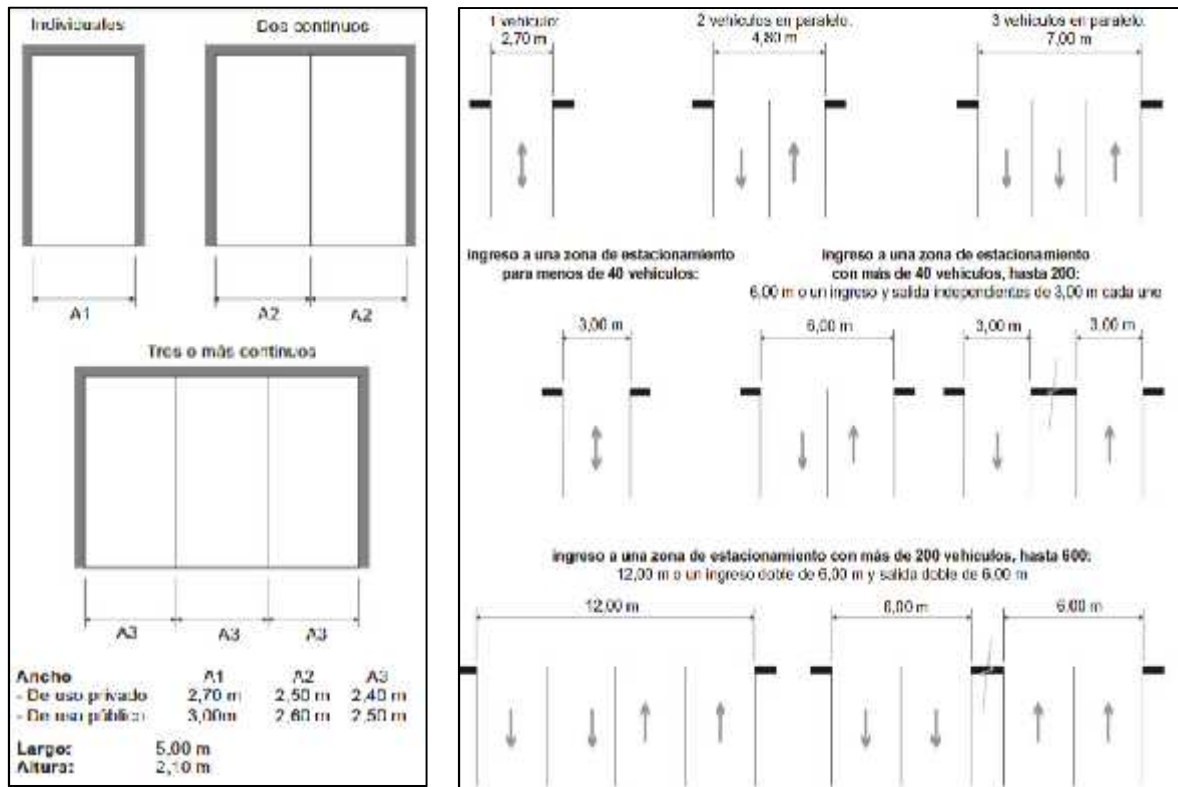 Individuales
Dos continuos
A1
A2
A2
Tres o más continuos
A3
A3
A3
Ancho A1 A2 A3
- De uso privado 2,70 m 2,50 m 2,40 m
- De uso público 3,00m 2,60 m 2,50 m
Largo: 5,00 m
Altura: 2,10 m
1 vehículo:
2,70 m
2 vehículos en paralelo:
4,80 m
3 vehículos en paralelo:
7,00 m
ingreso a una zona de estacionamiento
para menos de 40 vehículos:
3,00 m
ingreso a una zona de estacionamiento
con más de 40 vehículos, hasta 200:
6,00 m o un ingreso y salida independientes de 3,00 m cada uno
6,00 m
3,00 m
3,00 m
ingreso a una zona de estacionamiento con más de 200 vehículos, hasta 600:
12,00 m o un ingreso doble de 6,00 m y salida doble de 6,00 m
12,00 m
6,00 m
6,00 m